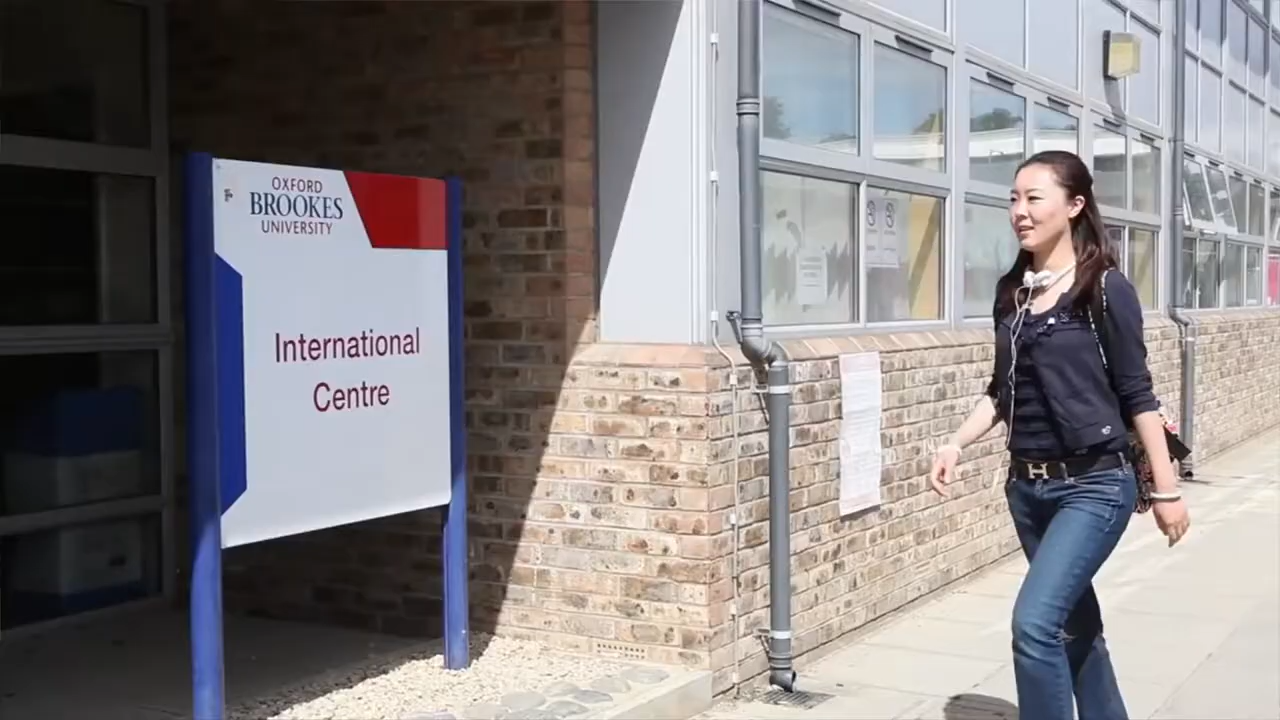 OXFORD
BROOKES
UNIVERSITY
International
Centre